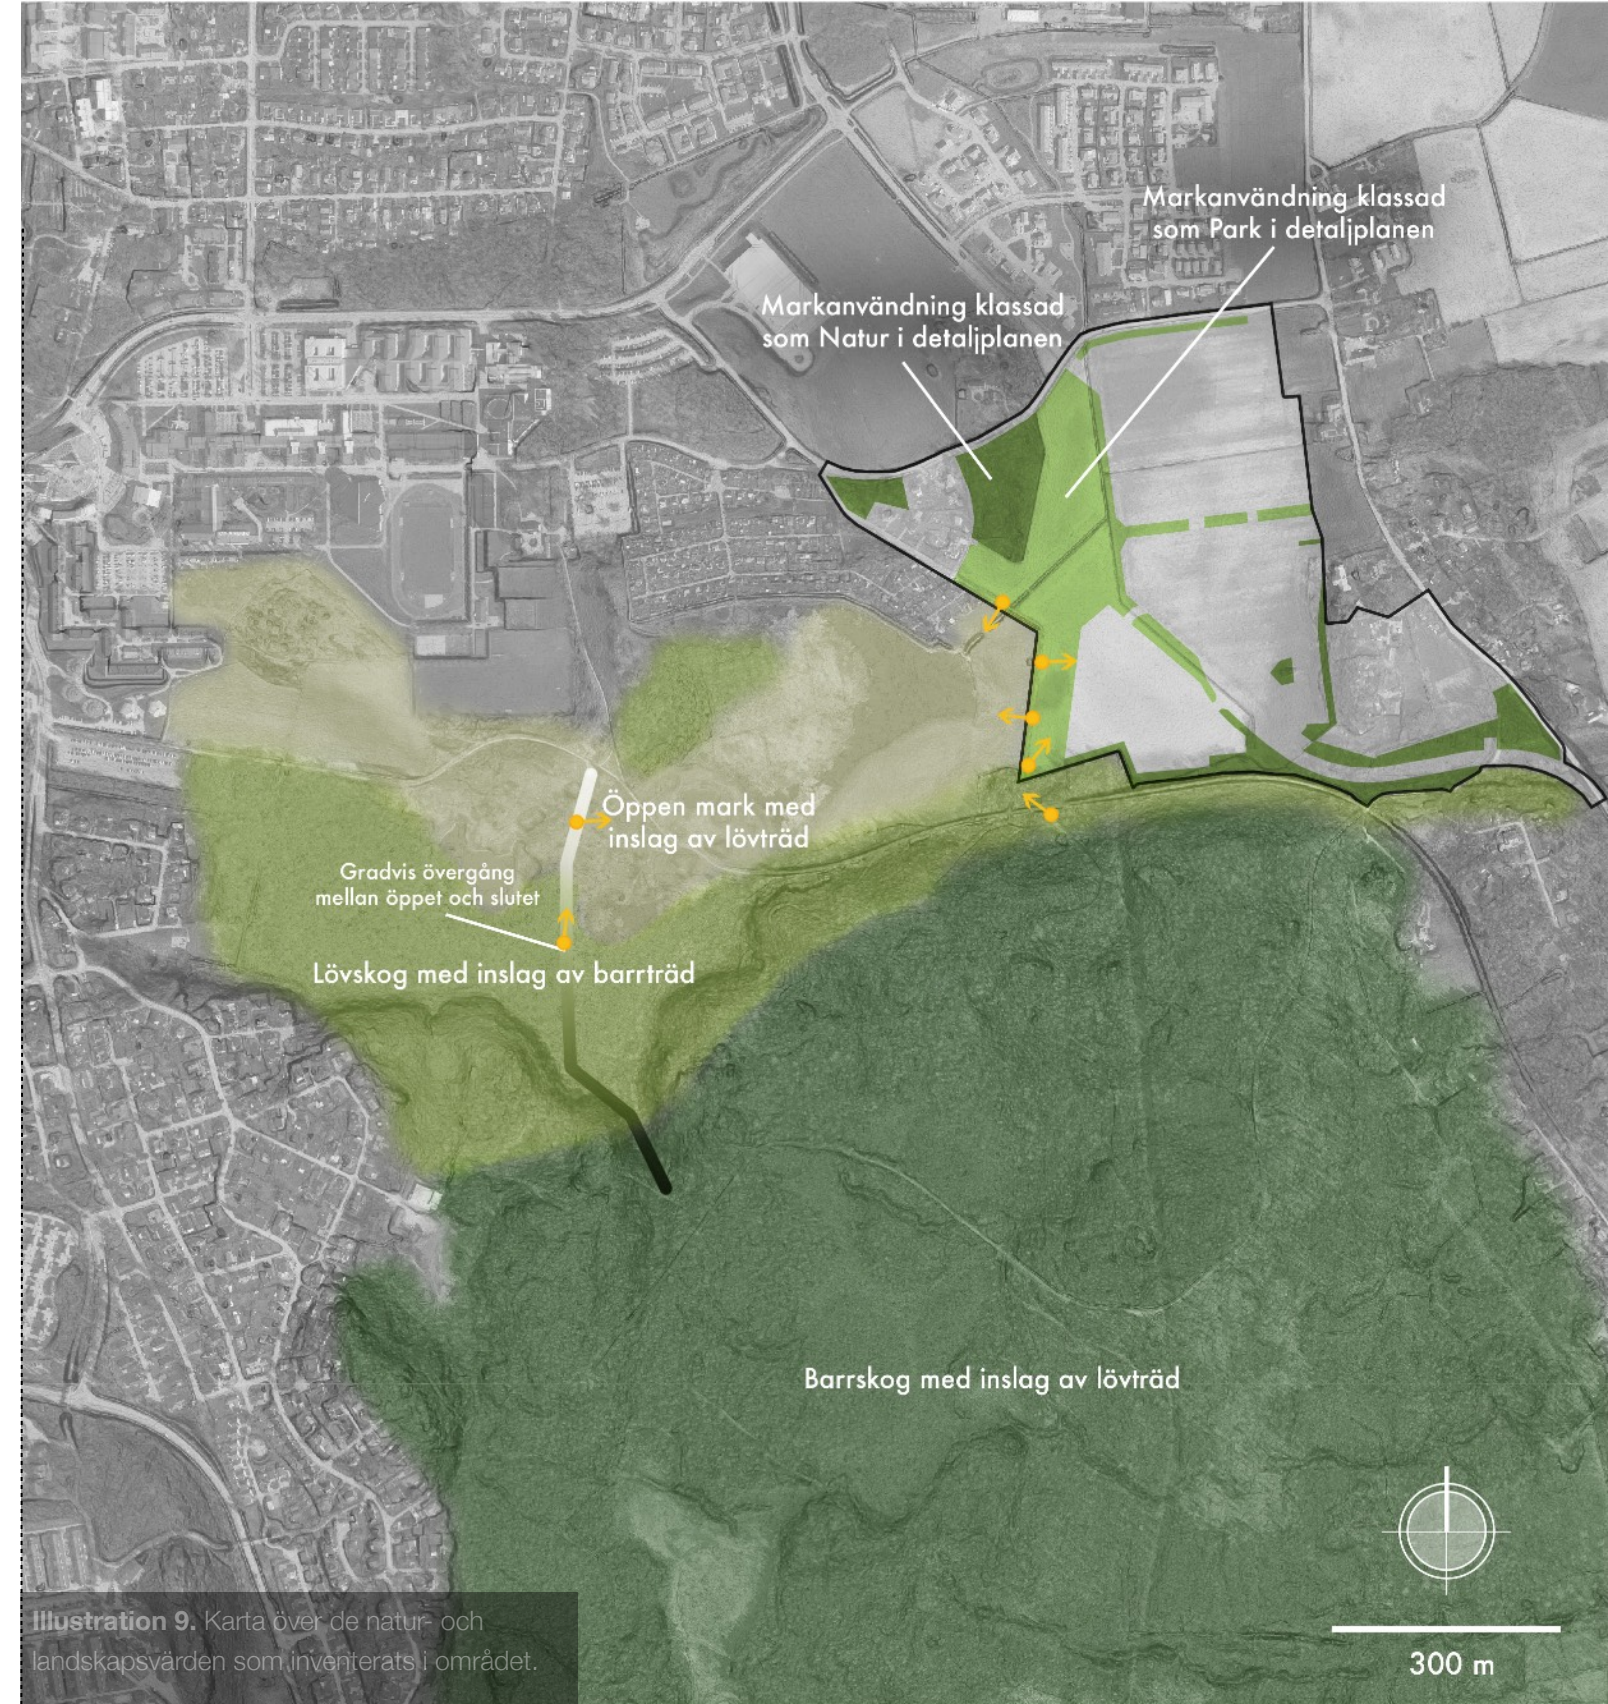 Markanvändning klassad
som Park i detaljplanen
Markanvändning klassad
som Natur i detaljplanen
Öppen mark med
inslag av lövträd
Gradvis övergång
mellan öppet och slutet
Lövskog med inslag av barrträd
Barrskog med inslag av lövträd
300 m
Illustration 9. Karta över de natur- och
landskapsvärden som inventerats i området.